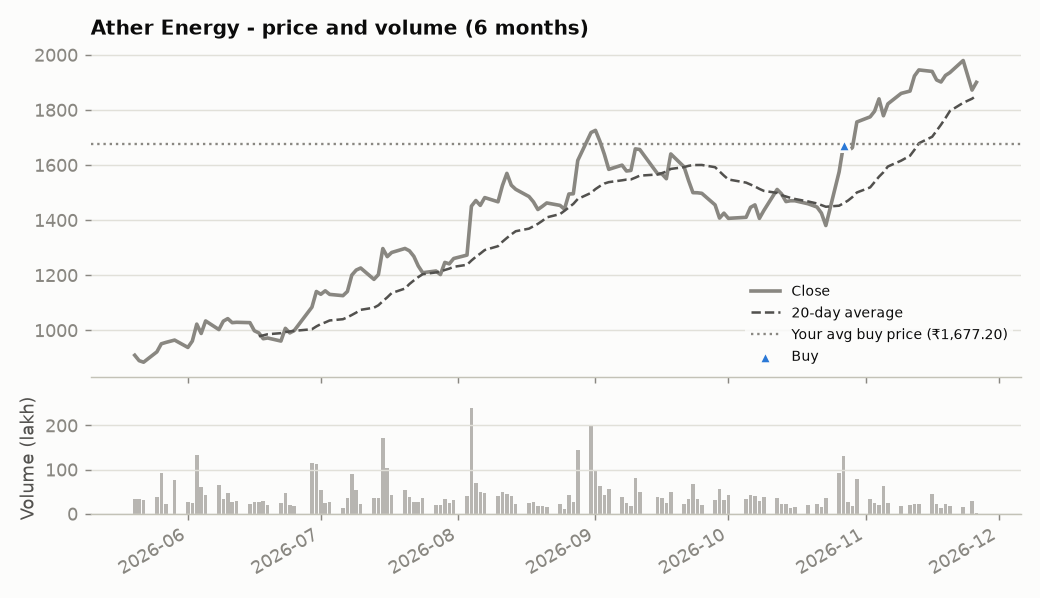 Ather Energy - price and volume (6 months)
2000
1800
1600
1400
1200
1000
Close
20-day average
Your avg buy price (₹1,677.20)
Buy
Volume (lakh)
200
100
0
2026-06
2026-07
2026-08
2026-09
2026-10
2026-11
2026-12